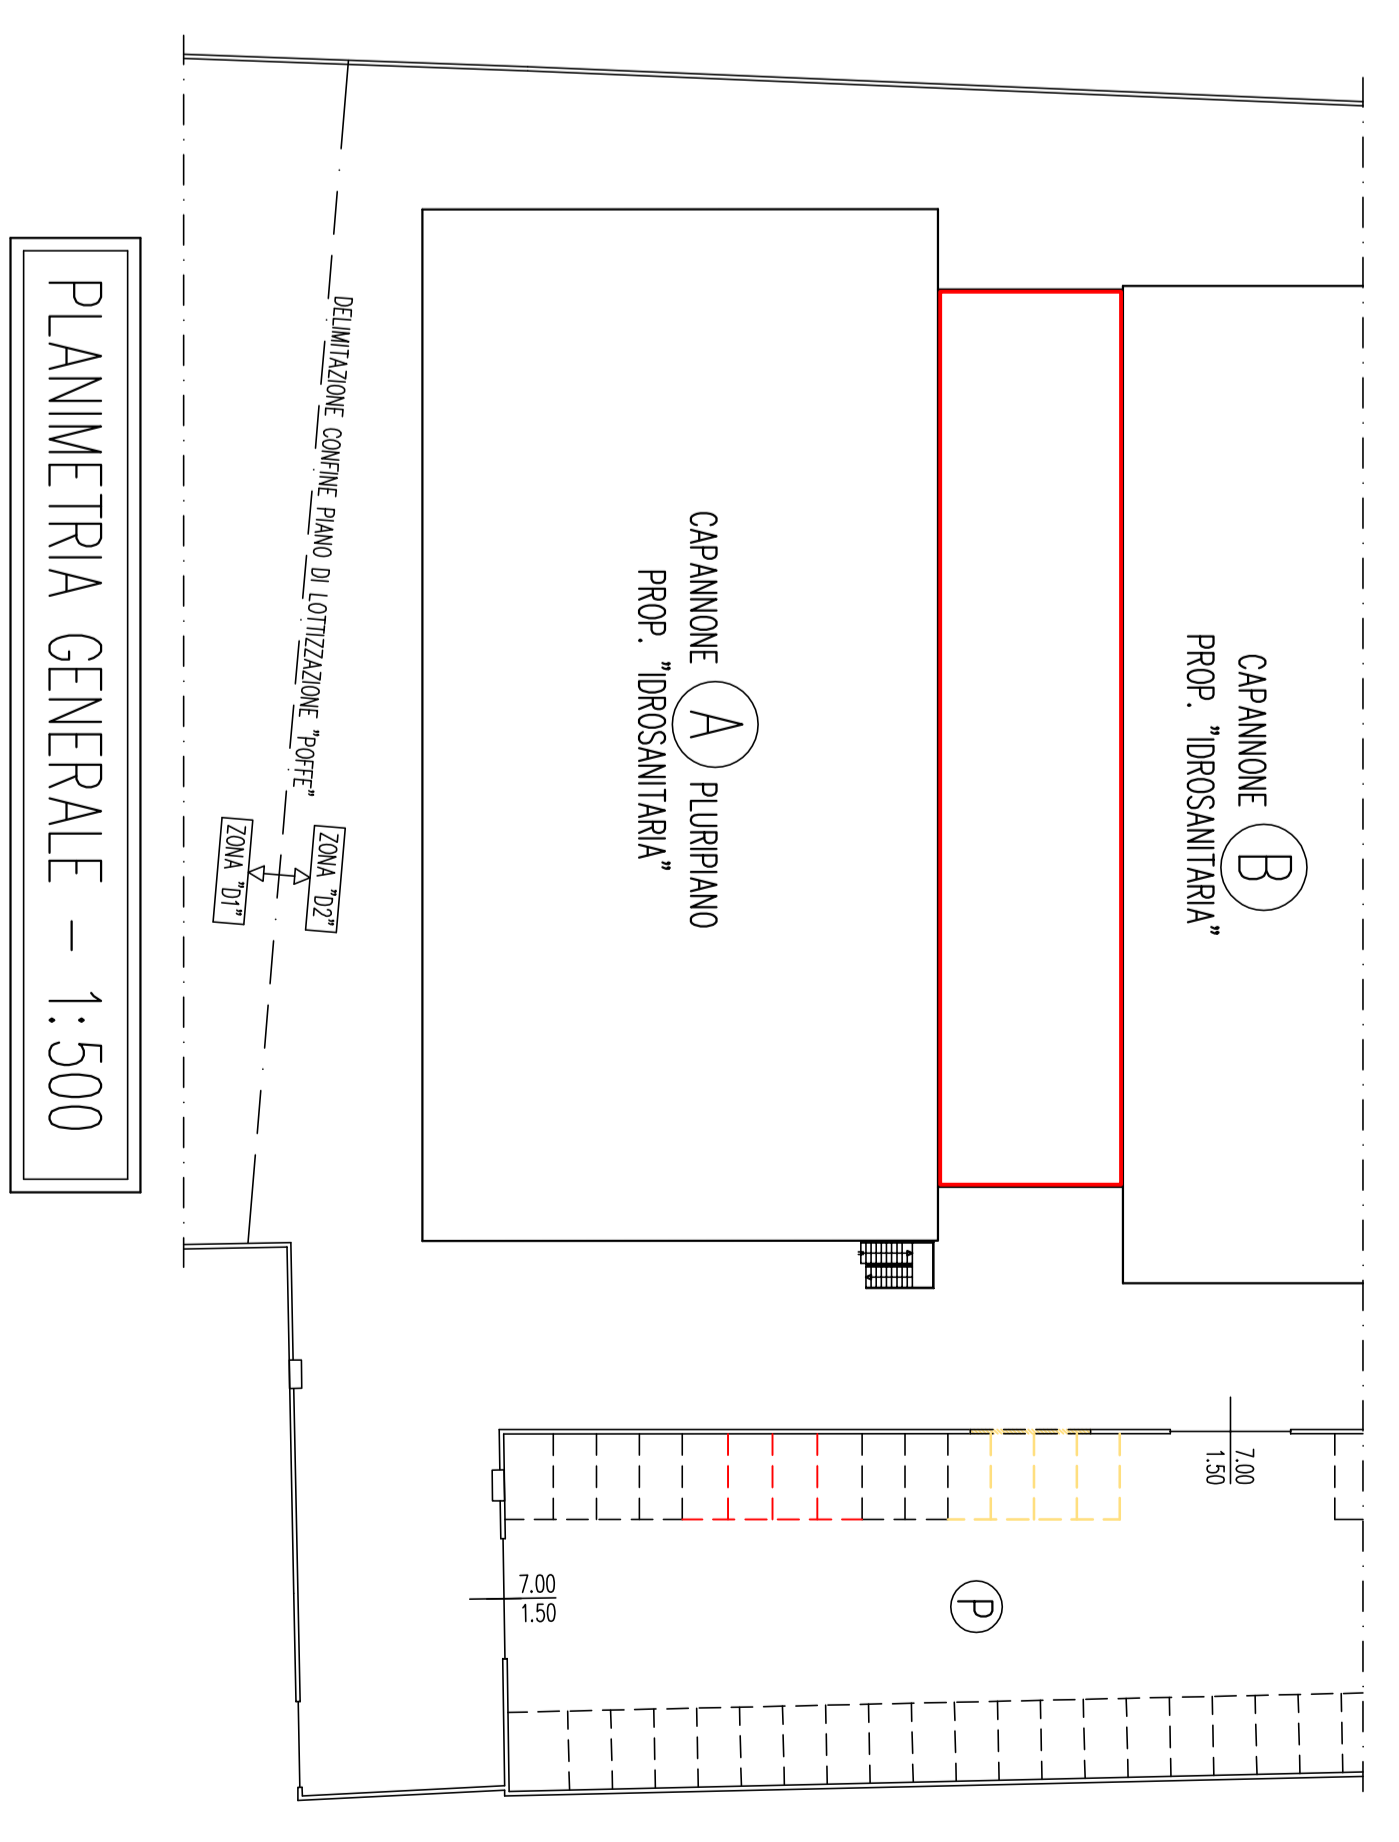 CAPANNONE B
PROP. "IDROSANITARIA"
CAPANNONE A PLURIPIANO
PROP. "IDROSANITARIA"
7.00
1.50
P
7.00
1.50
DELIMITAZIONE CONFINE PIANO DI LOTTIZZAZIONE "POFFE"
ZONA "D2"
ZONA "D1"
PLANIMETRIA GENERALE – 1:500